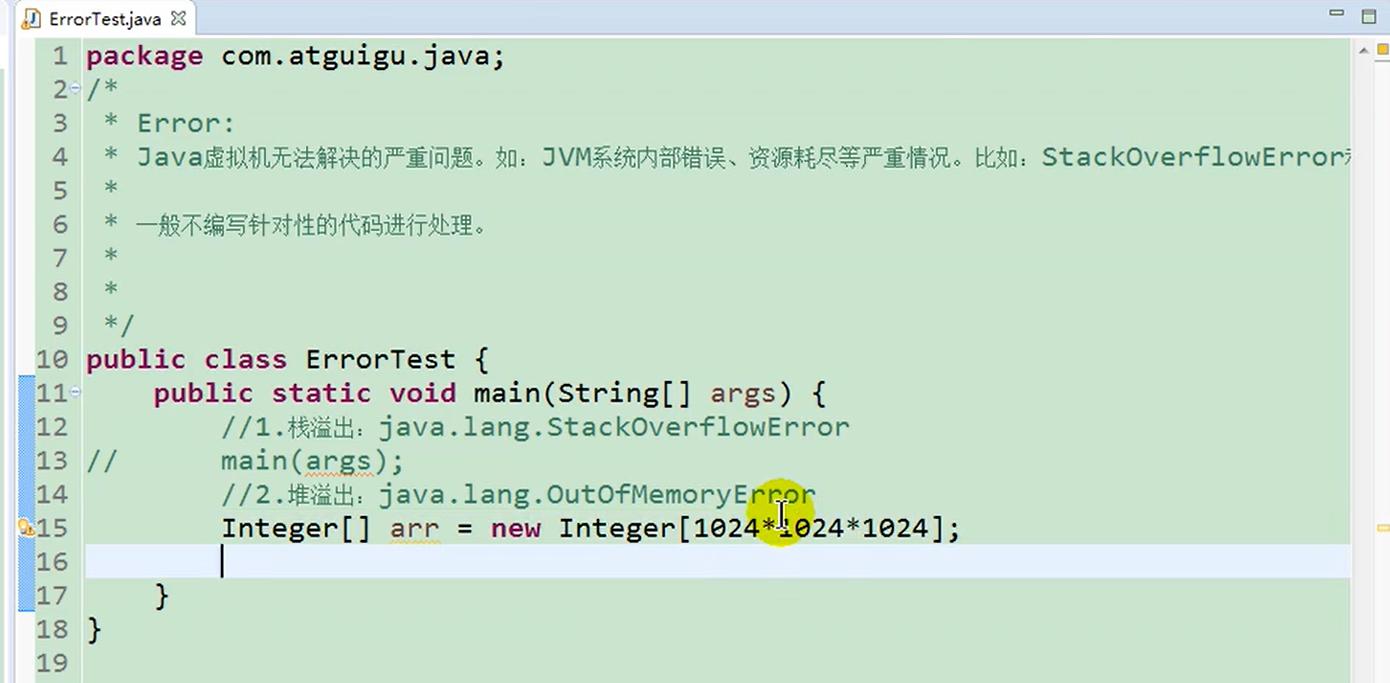 ErrorTest.java
1 package com.atguigu.java;
2 /*
3 * Error:
4 * Java虚拟机无法解决的严重问题。如：JVM系统内部错误、资源耗尽等严重情况。比如：StackOverflowError
5 *
6 * 一般不编写针对性的代码进行处理。
7 *
8 *
9 */
10 public class ErrorTest {
11 public static void main(String[] args) {
12 //1.栈溢出：java.lang.StackOverflowError
13 // main(args);
14 //2.堆溢出：java.lang.OutOfMemoryError
15 Integer[] arr = new Integer[1024*1024*1024];
16
17 }
18 }
19